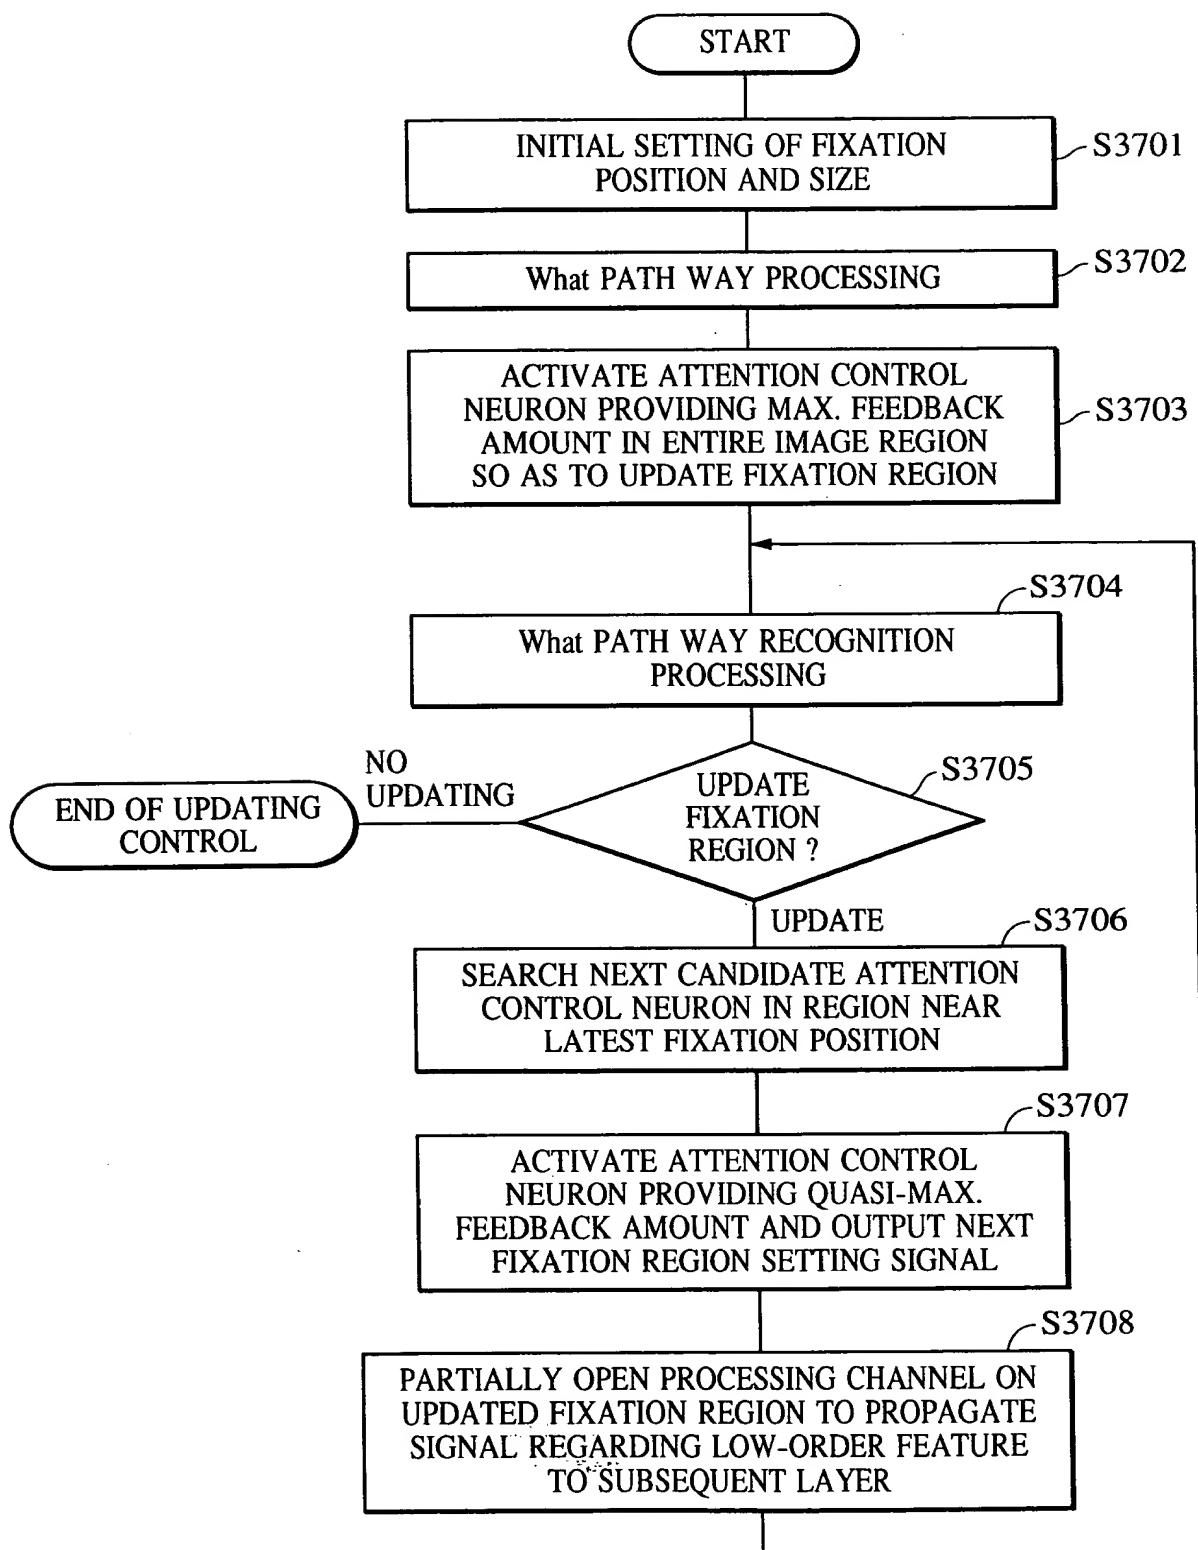 START
INITIAL SETTING OF FIXATION
POSITION AND SIZE
S3701
What PATH WAY PROCESSING
S3702
ACTIVATE ATTENTION CONTROL
NEURON PROVIDING MAX. FEEDBACK
AMOUNT IN ENTIRE IMAGE REGION
SO AS TO UPDATE FIXATION REGION
S3703
S3704
What PATH WAY RECOGNITION
PROCESSING
S3705
UPDATE
FIXATION
REGION ?
NO
UPDATING
END OF UPDATING
CONTROL
UPDATE
S3706
SEARCH NEXT CANDIDATE ATTENTION
CONTROL NEURON IN REGION NEAR
LATEST FIXATION POSITION
S3707
ACTIVATE ATTENTION CONTROL
NEURON PROVIDING QUASI-MAX.
FEEDBACK AMOUNT AND OUTPUT NEXT
FIXATION REGION SETTING SIGNAL
S3708
PARTIALLY OPEN PROCESSING CHANNEL ON
UPDATED FIXATION REGION TO PROPAGATE
SIGNAL REGARDING LOW-ORDER FEATURE
TO SUBSEQUENT LAYER